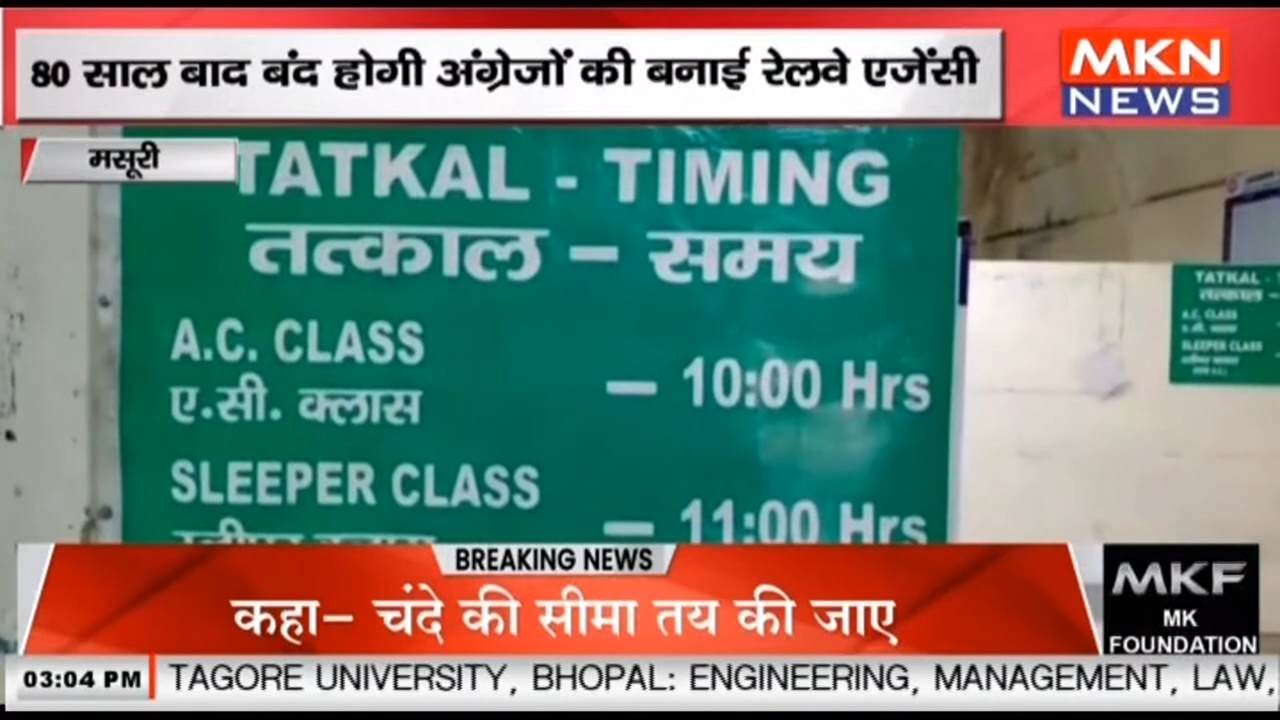 80 साल बाद बंद होगी अंग्रेजों की बनाई रेलवे एजेंसी
MKN
NEWS
मसूरी
TATKAL - TIMING
तत्काल – समय
A.C. CLASS
ए.सी. क्लास
– 10:00 Hrs
SLEEPER CLASS
– 11:00 Hrs
TATKAL -
तत्काल –
A.C. CLASS
SLEEPER CLASS
BREAKING NEWS
कहा– चंदे की सीमा तय की जाए
MKF
MK
FOUNDATION
03:04 PM
TAGORE UNIVERSITY, BHOPAL: ENGINEERING, MANAGEMENT, LAW,